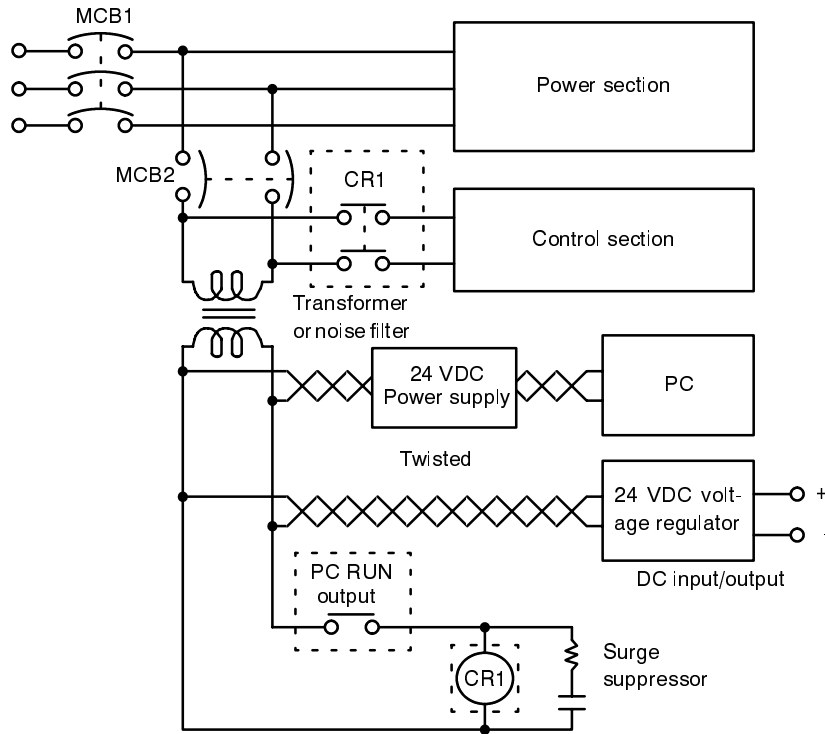 MCB1
Power section
MCB2
CR1
Control section
Transformer
or noise filter
24 VDC
Power supply
PC
Twisted
24 VDC volt-
age regulator
+
-
DC input/output
PC RUN
output
CR1
Surge
suppressor